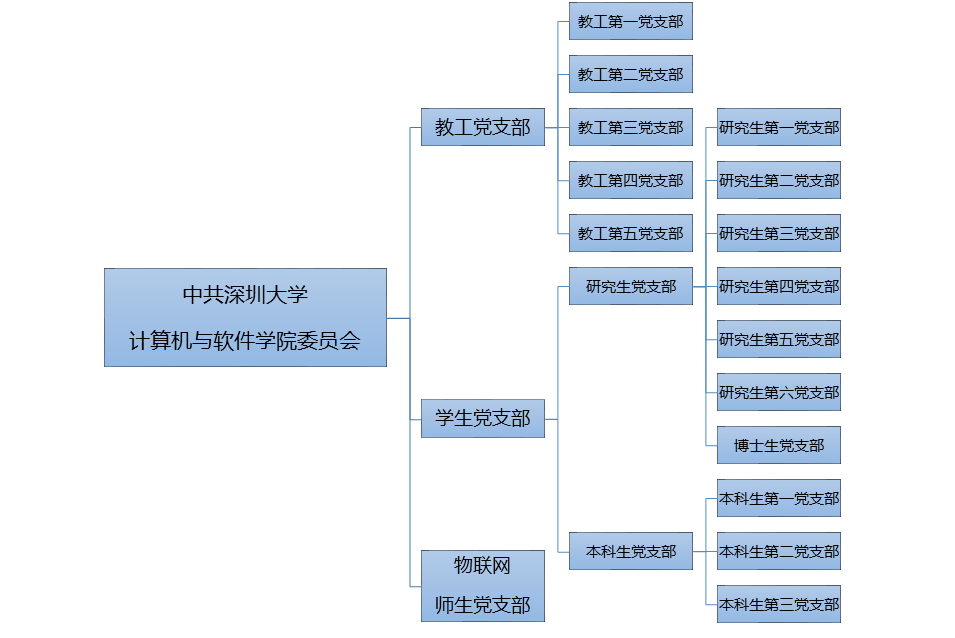 中共深圳大学
计算机与软件学院委员会
教工党支部
教工第一党支部
教工第二党支部
教工第三党支部
教工第四党支部
教工第五党支部
学生党支部
研究生党支部
研究生第一党支部
研究生第二党支部
研究生第三党支部
研究生第四党支部
研究生第五党支部
研究生第六党支部
博士生党支部
本科生党支部
本科生第一党支部
本科生第二党支部
本科生第三党支部
物联网
师生党支部